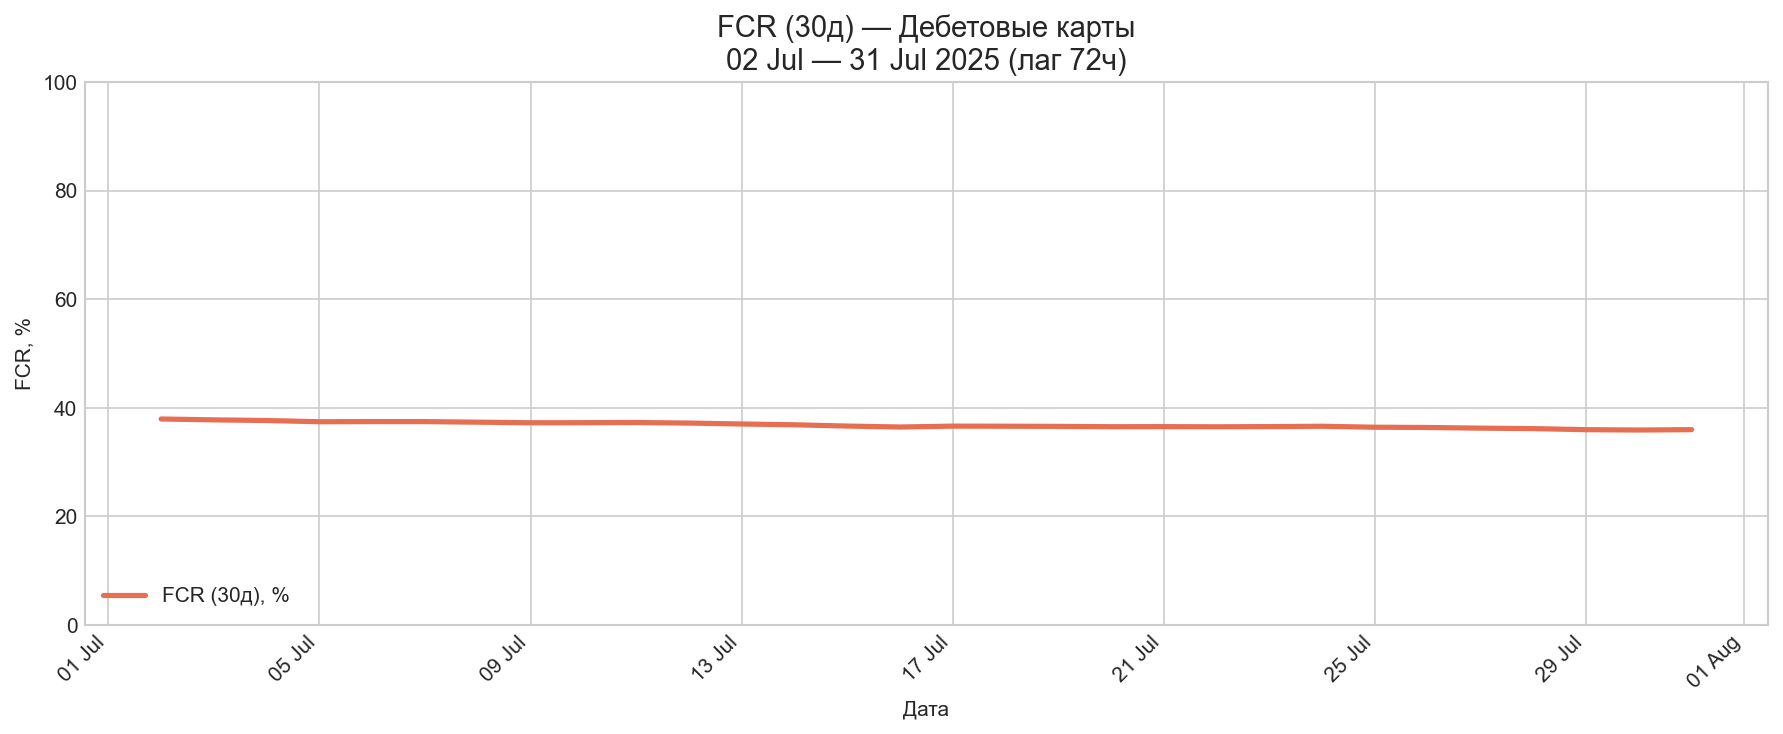 FCR (30д) — Дебетовые карты
02 Jul — 31 Jul 2025 (лаг 72ч)
100
80
60
40
20
0
FCR, %
FCR (30д), %
01 Jul
05 Jul
09 Jul
13 Jul
17 Jul
21 Jul
25 Jul
29 Jul
01 Aug
Дата